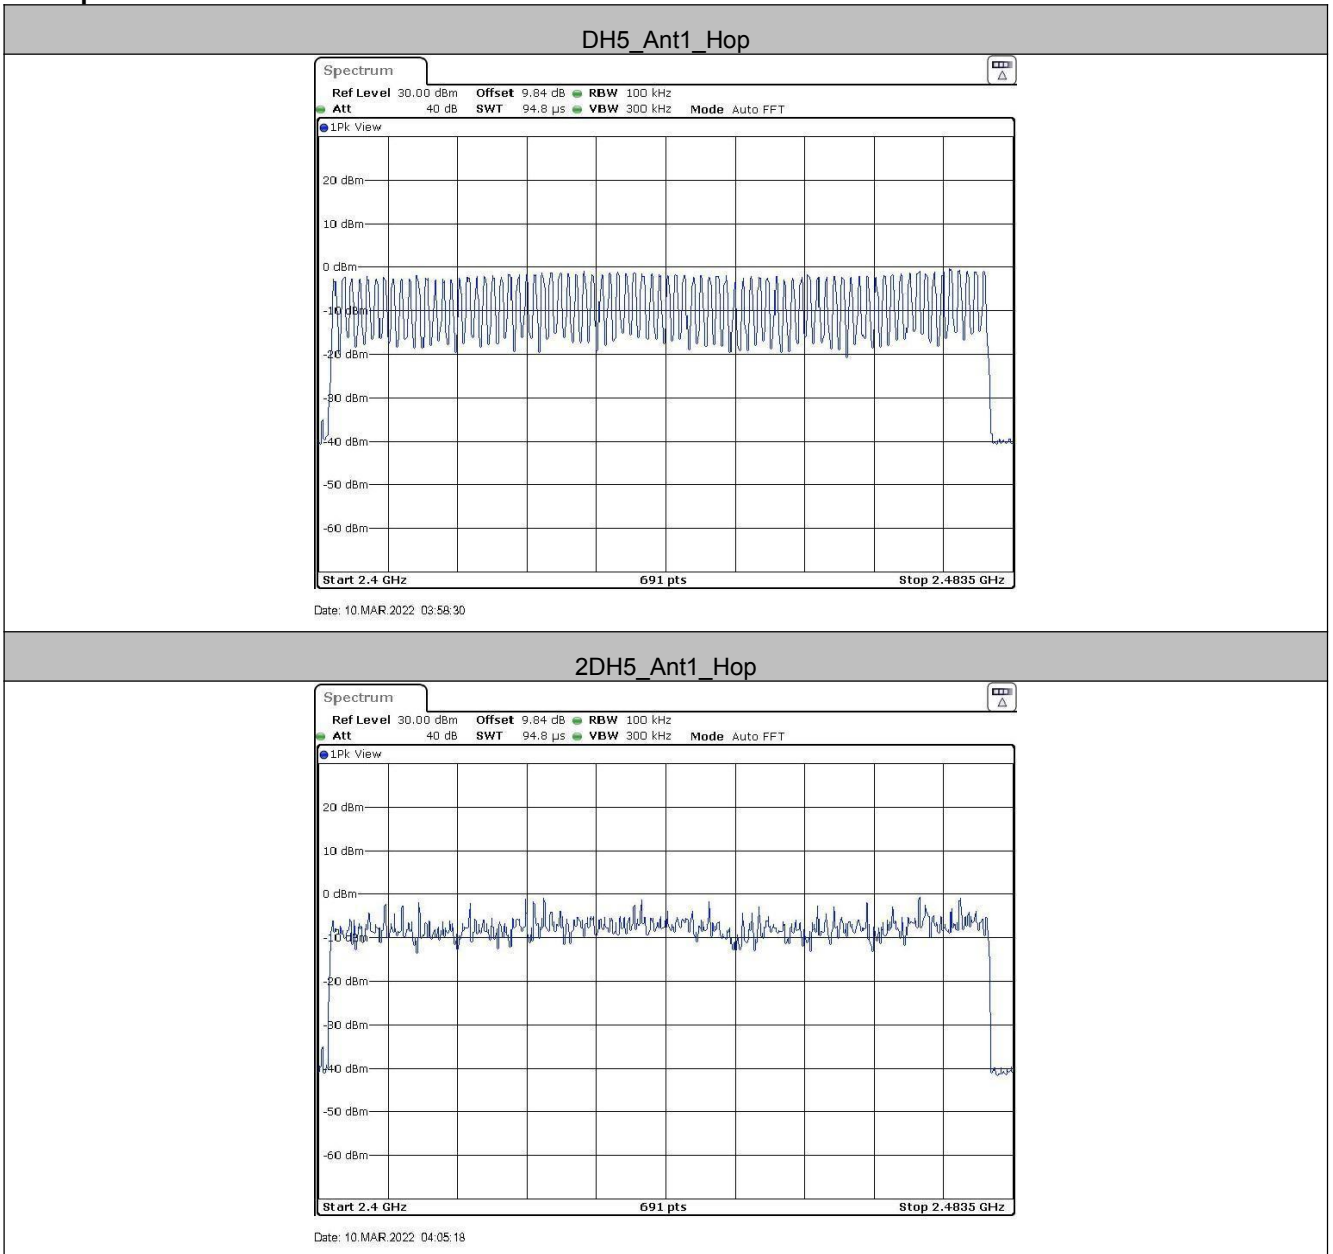 DH5_Ant1_Hop
Spectrum
Ref Level 30.00 dBm Offset 9.84 dB RBW 100 kHz
Att 40 dB SWT 94.8 µs VBW 300 kHz Mode Auto FFT
1Pk View
20 dBm
10 dBm
0 dBm
-10 dBm
-20 dBm
-30 dBm
-40 dBm
-50 dBm
-60 dBm
Start 2.4 GHz 691 pts Stop 2.4835 GHz
Date: 10.MAR.2022 03:58:30
2DH5_Ant1_Hop
Spectrum
Ref Level 30.00 dBm Offset 9.84 dB RBW 100 kHz
Att 40 dB SWT 94.8 µs VBW 300 kHz Mode Auto FFT
1Pk View
20 dBm
10 dBm
0 dBm
-10 dBm
-20 dBm
-30 dBm
-40 dBm
-50 dBm
-60 dBm
Start 2.4 GHz 691 pts Stop 2.4835 GHz
Date: 10.MAR.2022 04:05:18